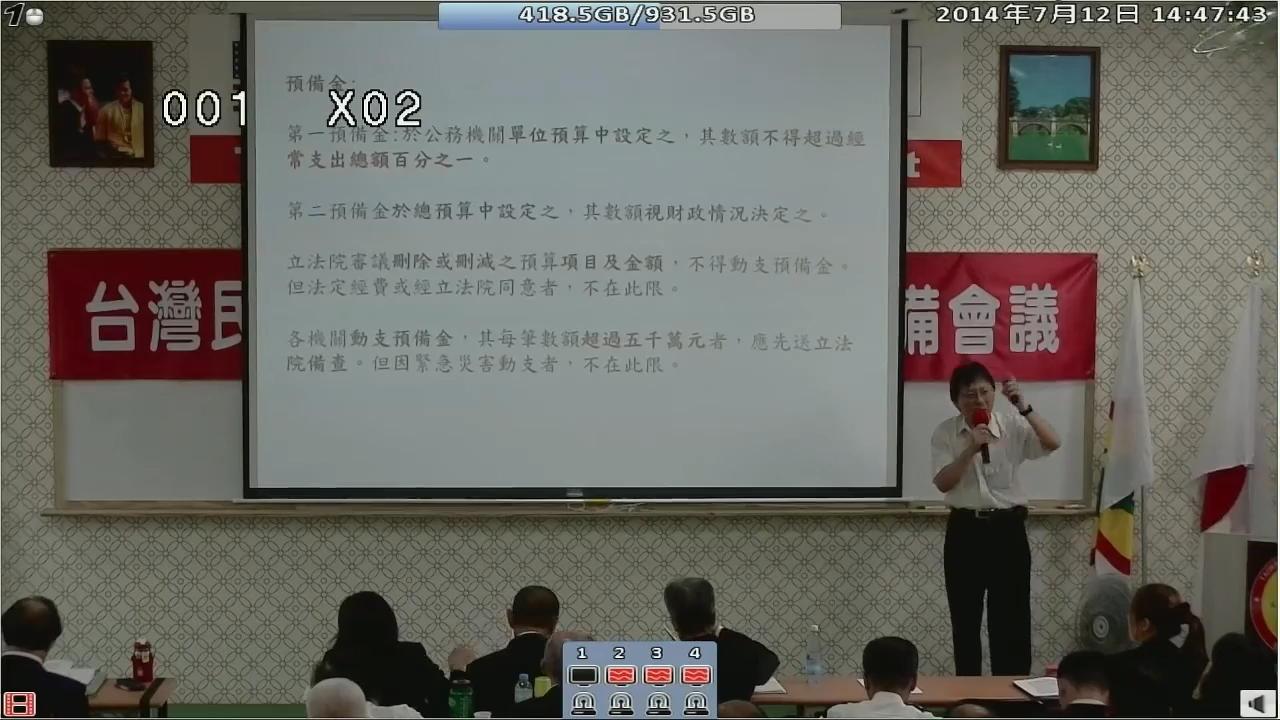 1
418.5GB/931.5GB
2014年7月12日 14:47:43
001 X02
預備金:
第一預備金:於公務機關單位預算中設定之,其數額不得超過經
常支出總額百分之一。
第二預備金於總預算中設定之,其數額視財政情況決定之。
立法院審議刪除或刪減之預算項目及金額,不得動支預備金。
但法定經費或經立法院同意者,不在此限。
各機關動支預備金,其每筆數額超過五千萬元者,應先送立法
院備查。但因緊急災害動支者,不在此限。
t
台灣民
備會議
1 2 3 4